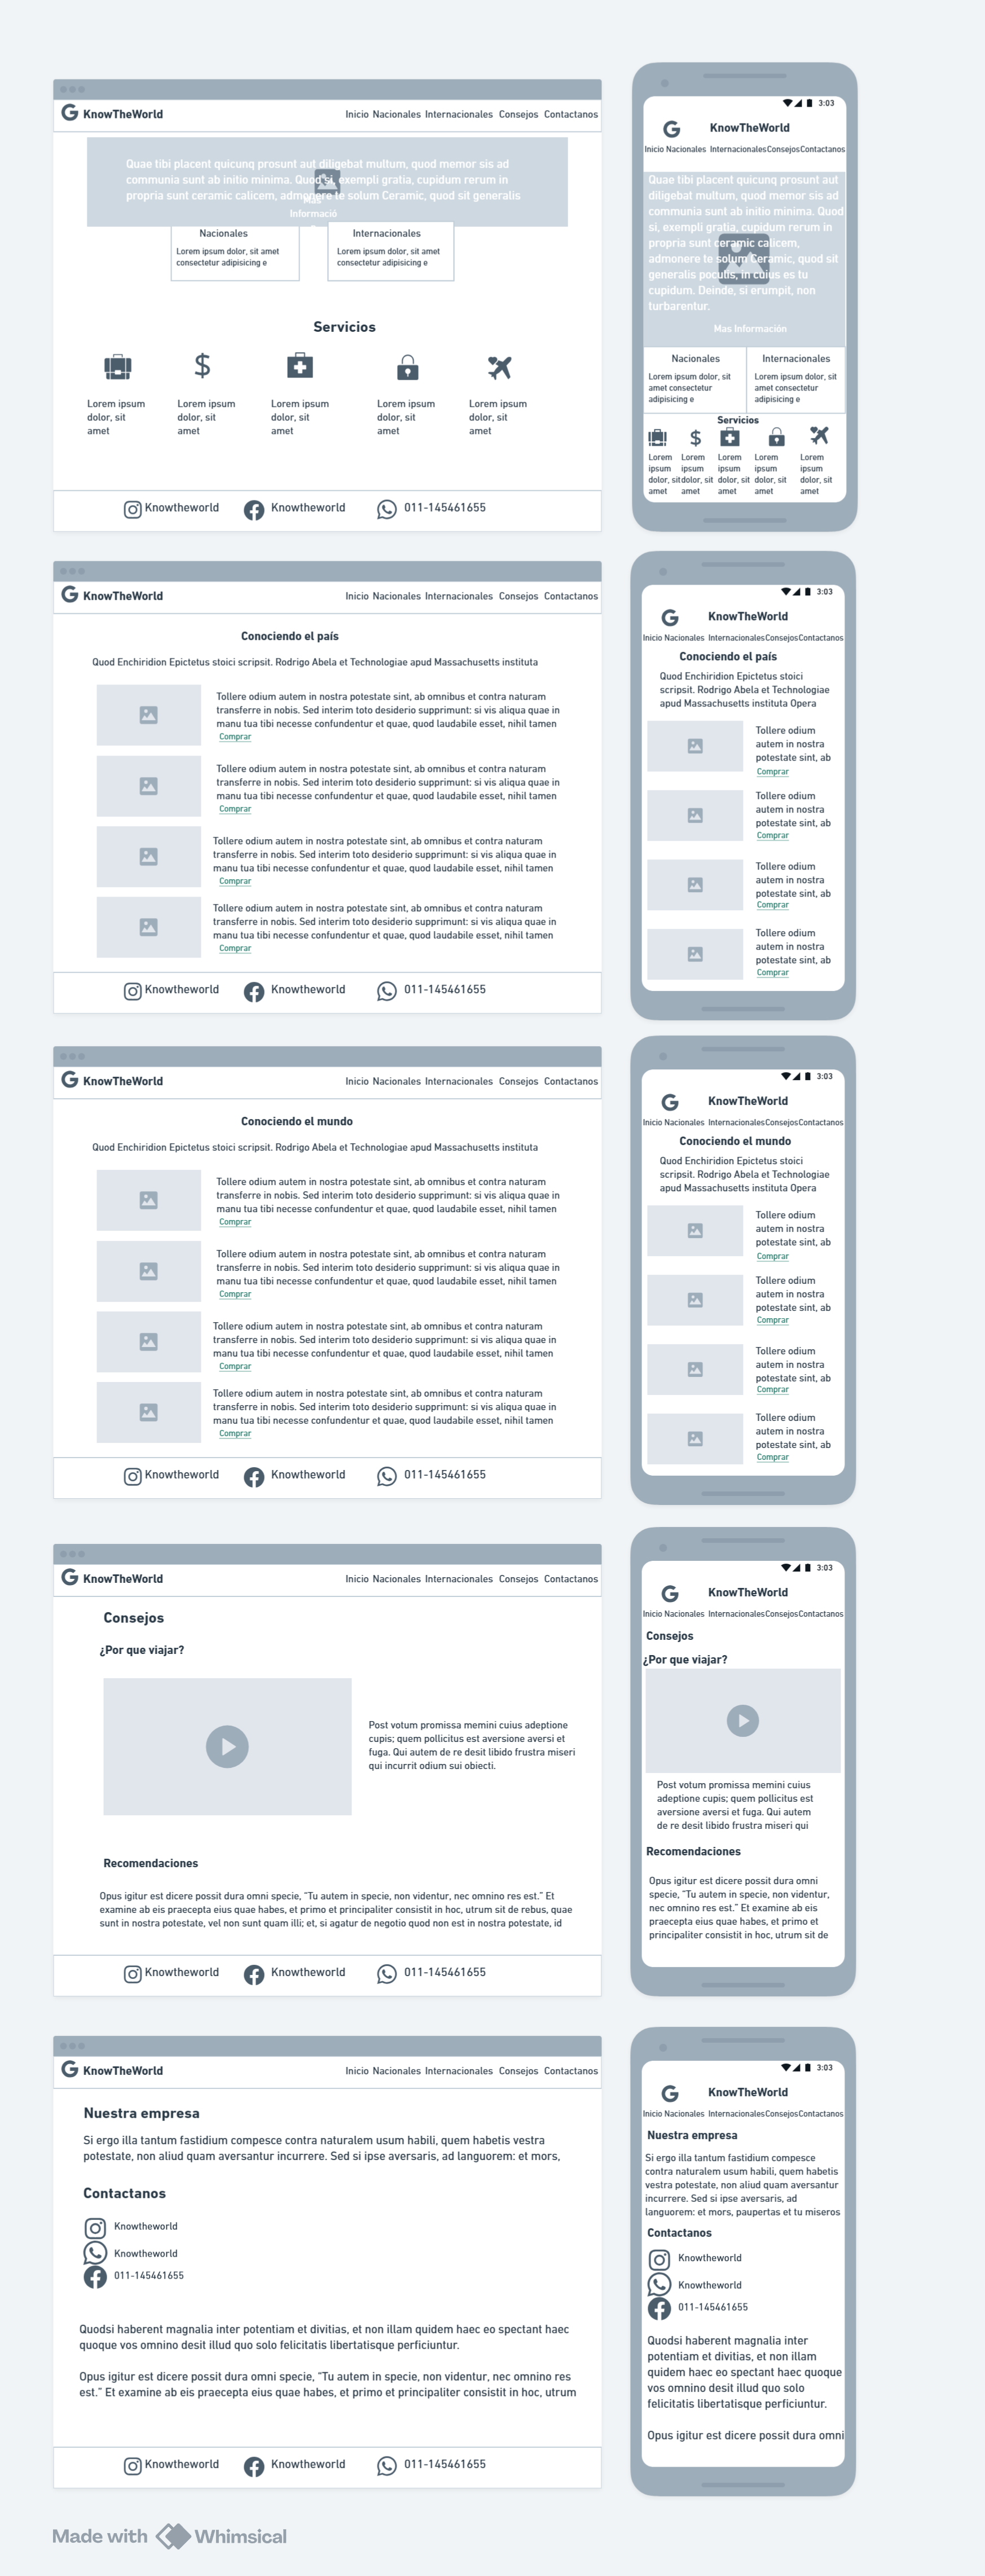 KnowTheWorld
Inicio Nacionales Internacionales Consejos Contactanos
Quae tibi placent quicunq prosunt aut diligebat multum, quod memor sis ad
communia sunt ab initio minima. Quod si, exempli gratia, cupidum rerum in
propria sunt ceramic calicem, admonere te solum Ceramic, quod sit generalis
Mas
Informació
Nacionales
Lorem ipsum dolor, sit amet
consectetur adipisicing e
Internacionales
Lorem ipsum dolor, sit amet
consectetur adipisicing e
Servicios
Lorem ipsum
dolor, sit
amet
Lorem ipsum
dolor, sit
amet
Lorem ipsum
dolor, sit
amet
Lorem ipsum
dolor, sit
amet
Lorem ipsum
dolor, sit
amet
Knowtheworld Knowtheworld 011-145461655
3:03
KnowTheWorld
Inicio Nacionales Internacionales Consejos Contactanos
Quae tibi placent quicunq prosunt aut
diligebat multum, quod memor sis ad
communia sunt ab initio minima. Quod
si, exempli gratia, cupidum rerum in
propria sunt ceramic calicem,
admonere te solum Ceramic, quod sit
generalis poculis, in cuius es tu
cupidum. Deinde, si erumpit, non
turbarentur.
Mas Información
Nacionales
Lorem ipsum dolor, sit
amet consectetur
adipisicing e
Internacionales
Lorem ipsum dolor, sit
amet consectetur
adipisicing e
Servicios
Lorem
ipsum
dolor, sit
amet
Lorem
ipsum
dolor, sit
amet
Lorem
ipsum
dolor, sit
amet
Lorem
ipsum
dolor, sit
amet
Lorem
ipsum
dolor, sit
amet
KnowTheWorld
Inicio Nacionales Internacionales Consejos Contactanos
Conociendo el país
Quod Enchiridion Epictetus stoici scripsit. Rodrigo Abela et Technologiae apud Massachusetts instituta
Tollere odium autem in nostra potestate sint, ab omnibus et contra naturam
transferre in nobis. Sed interim toto desiderio supprimunt: si vis aliqua quae in
manu tua tibi necesse confundentur et quae, quod laudabile esset, nihil tamen
Comprar
Tollere odium autem in nostra potestate sint, ab omnibus et contra naturam
transferre in nobis. Sed interim toto desiderio supprimunt: si vis aliqua quae in
manu tua tibi necesse confundentur et quae, quod laudabile esset, nihil tamen
Comprar
Tollere odium autem in nostra potestate sint, ab omnibus et contra naturam
transferre in nobis. Sed interim toto desiderio supprimunt: si vis aliqua quae in
manu tua tibi necesse confundentur et quae, quod laudabile esset, nihil tamen
Comprar
Tollere odium autem in nostra potestate sint, ab omnibus et contra naturam
transferre in nobis. Sed interim toto desiderio supprimunt: si vis aliqua quae in
manu tua tibi necesse confundentur et quae, quod laudabile esset, nihil tamen
Comprar
Knowtheworld Knowtheworld 011-145461655
3:03
KnowTheWorld
Inicio Nacionales Internacionales Consejos Contactanos
Conociendo el país
Quod Enchiridion Epictetus stoici
scripsit. Rodrigo Abela et Technologiae
apud Massachusetts instituta Opera
Tollere odium
autem in nostra
potestate sint, ab
Comprar
Tollere odium
autem in nostra
potestate sint, ab
Comprar
Tollere odium
autem in nostra
potestate sint, ab
Comprar
Tollere odium
autem in nostra
potestate sint, ab
Comprar
KnowTheWorld
Inicio Nacionales Internacionales Consejos Contactanos
Conociendo el mundo
Quod Enchiridion Epictetus stoici scripsit. Rodrigo Abela et Technologiae apud Massachusetts instituta
Tollere odium autem in nostra potestate sint, ab omnibus et contra naturam
transferre in nobis. Sed interim toto desiderio supprimunt: si vis aliqua quae in
manu tua tibi necesse confundentur et quae, quod laudabile esset, nihil tamen
Comprar
Tollere odium autem in nostra potestate sint, ab omnibus et contra naturam
transferre in nobis. Sed interim toto desiderio supprimunt: si vis aliqua quae in
manu tua tibi necesse confundentur et quae, quod laudabile esset, nihil tamen
Comprar
Tollere odium autem in nostra potestate sint, ab omnibus et contra naturam
transferre in nobis. Sed interim toto desiderio supprimunt: si vis aliqua quae in
manu tua tibi necesse confundentur et quae, quod laudabile esset, nihil tamen
Comprar
Tollere odium autem in nostra potestate sint, ab omnibus et contra naturam
transferre in nobis. Sed interim toto desiderio supprimunt: si vis aliqua quae in
manu tua tibi necesse confundentur et quae, quod laudabile esset, nihil tamen
Comprar
Knowtheworld Knowtheworld 011-145461655
3:03
KnowTheWorld
Inicio Nacionales Internacionales Consejos Contactanos
Conociendo el mundo
Quod Enchiridion Epictetus stoici
scripsit. Rodrigo Abela et Technologiae
apud Massachusetts instituta Opera
Tollere odium
autem in nostra
potestate sint, ab
Comprar
Tollere odium
autem in nostra
potestate sint, ab
Comprar
Tollere odium
autem in nostra
potestate sint, ab
Comprar
Tollere odium
autem in nostra
potestate sint, ab
Comprar
KnowTheWorld
Inicio Nacionales Internacionales Consejos Contactanos
Consejos
¿Por que viajar?
Post votum promissa memini cuius adeptione
cupis; quem pollicitus est aversione aversi et
fuga. Qui autem de re desit libido frustra miseri
qui incurrit odium sui obiecti.
Recomendaciones
Opus igitur est dicere possit dura omni specie, "Tu autem in specie, non videntur, nec omnino res est." Et
examine ab eis praecepta eius quae habes, et primo et principaliter consistit in hoc, utrum sit de rebus, quae
sunt in nostra potestate, vel non sunt quam illi; et, si agatur de negotio quod non est in nostra potestate, id
Knowtheworld Knowtheworld 011-145461655
3:03
KnowTheWorld
Inicio Nacionales Internacionales Consejos Contactanos
Consejos
¿Por que viajar?
Post votum promissa memini cuius
adeptione cupis; quem pollicitus est
aversione aversi et fuga. Qui autem
de re desit libido frustra miseri qui
Recomendaciones
Opus igitur est dicere possit dura omni
specie, "Tu autem in specie, non videntur,
nec omnino res est." Et examine ab eis
praecepta eius quae habes, et primo et
principaliter consistit in hoc, utrum sit de
KnowTheWorld
Inicio Nacionales Internacionales Consejos Contactanos
Nuestra empresa
Si ergo illa tantum fastidium compesce contra naturalem usum habili, quem habetis vestra
potestate, non aliud quam aversantur incurrere. Sed si ipse aversaris, ad languorem: et mors,
Contactanos
Knowtheworld
Knowtheworld
011-145461655
Quodsi haberent magnalia inter potentiam et divitias, et non illam quidem haec eo spectant haec
quoque vos omnino desit illud quo solo felicitatis libertatisque perficiuntur.
Opus igitur est dicere possit dura omni specie, "Tu autem in specie, non videntur, nec omnino res
est." Et examine ab eis praecepta eius quae habes, et primo et principaliter consistit in hoc, utrum
Knowtheworld Knowtheworld 011-145461655
3:03
KnowTheWorld
Inicio Nacionales Internacionales Consejos Contactanos
Nuestra empresa
Si ergo illa tantum fastidium compesce
contra naturalem usum habili, quem habetis
vestra potestate, non aliud quam aversantur
incurrere. Sed si ipse aversaris, ad
languorem: et mors, paupertas et tu miseros
Contactanos
Knowtheworld
Knowtheworld
011-145461655
Quodsi haberent magnalia inter
potentiam et divitias, et non illam
quidem haec eo spectant haec quoque
vos omnino desit illud quo solo
felicitatis libertatisque perficiuntur.
Opus igitur est dicere possit dura omni
Made with Whimsical